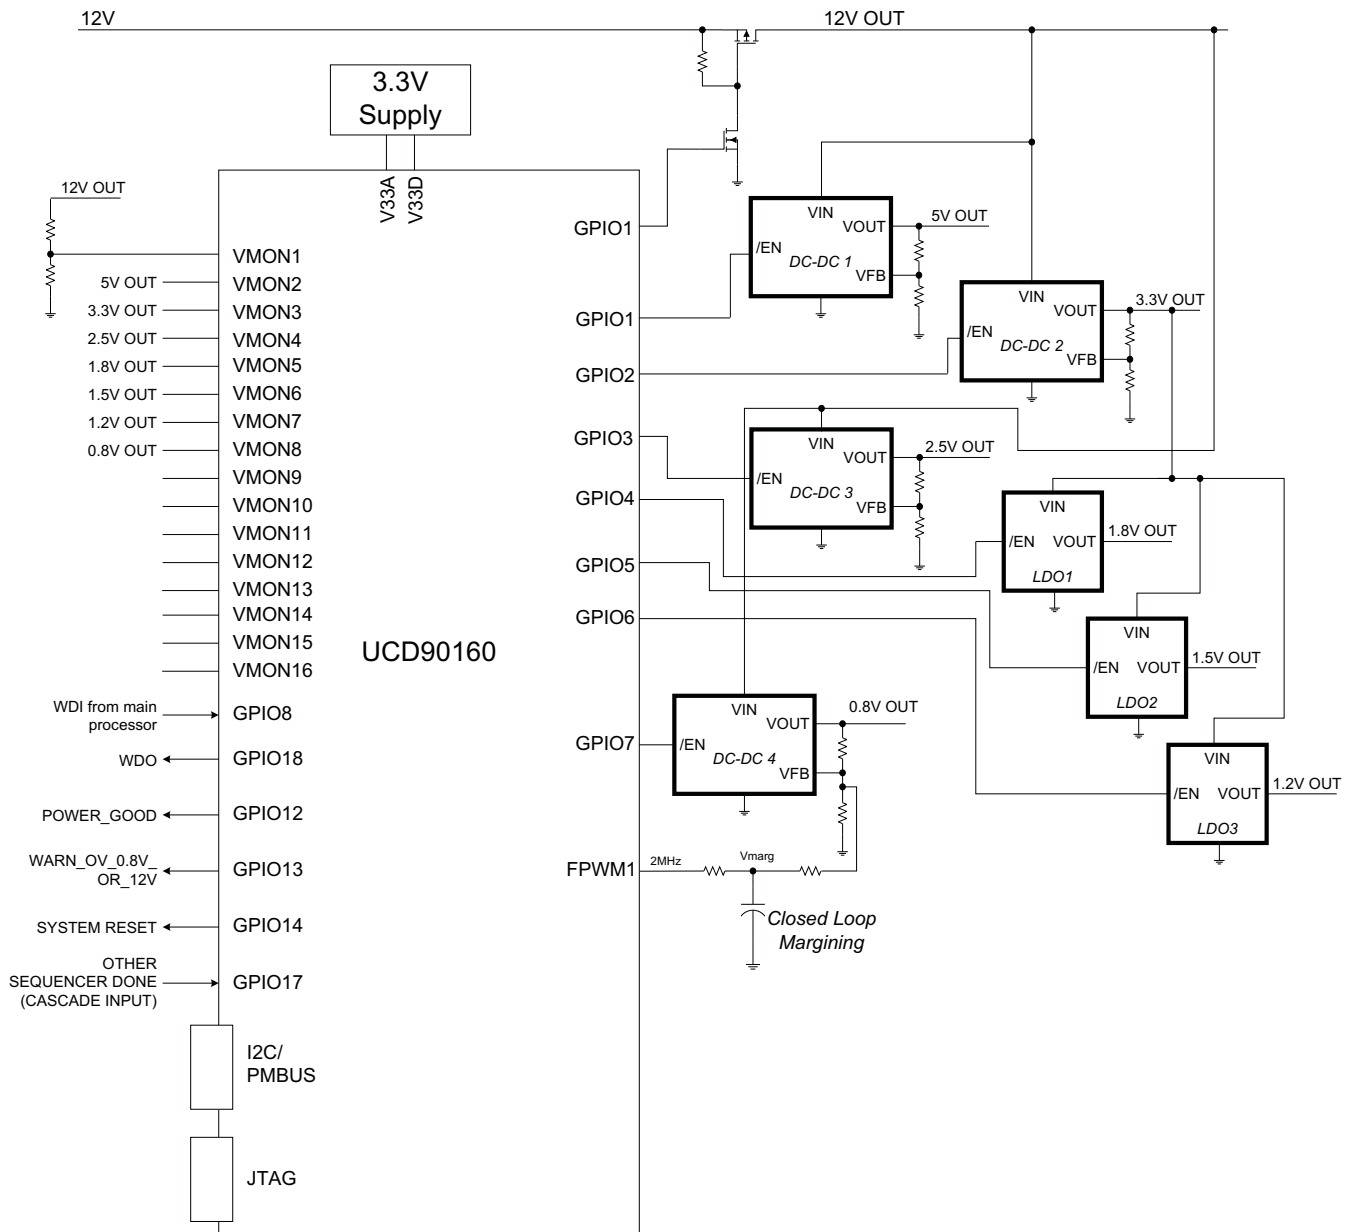 12V
12V OUT
3.3V
Supply
V33A
V33D
12V OUT
VMON1
5V OUT
VMON2
3.3V OUT
VMON3
2.5V OUT
VMON4
1.8V OUT
VMON5
1.5V OUT
VMON6
1.2V OUT
VMON7
0.8V OUT
VMON8
VMON9
VMON10
VMON11
VMON12
VMON13
VMON14
VMON15
VMON16
WDI from main
processor
GPIO8
WDO
GPIO18
POWER_GOOD
GPIO12
WARN_OV_0.8V_
OR_12V
GPIO13
SYSTEM RESET
GPIO14
OTHER
SEQUENCER DONE
(CASCADE INPUT)
GPIO17
I2C/
PMBUS
JTAG
UCD90160
GPIO1
GPIO1
GPIO2
GPIO3
GPIO4
GPIO5
GPIO6
GPIO7
FPWM1
2MHz
Vmarg
Closed Loop
Margining
VIN
VOUT
/EN
DC-DC 1
VFB
5V OUT
VIN
VOUT
/EN
DC-DC 2
VFB
3.3V OUT
VIN
VOUT
/EN
DC-DC 3
VFB
2.5V OUT
VIN
/EN
VOUT
LDO1
1.8V OUT
VIN
/EN
VOUT
LDO2
1.5V OUT
VIN
VOUT
/EN
DC-DC 4
VFB
0.8V OUT
VIN
/EN
VOUT
LDO3
1.2V OUT